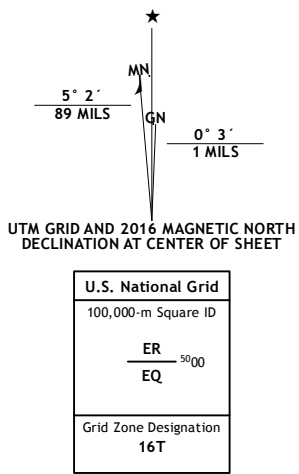 ★
MN.
GN
5° 2´
89 MILS
0° 3´
1 MILS
UTM GRID AND 2016 MAGNETIC NORTH
DECLINATION AT CENTER OF SHEET
U.S. National Grid
100,000-m Square ID
ER
5000
EQ
Grid Zone Designation
16T